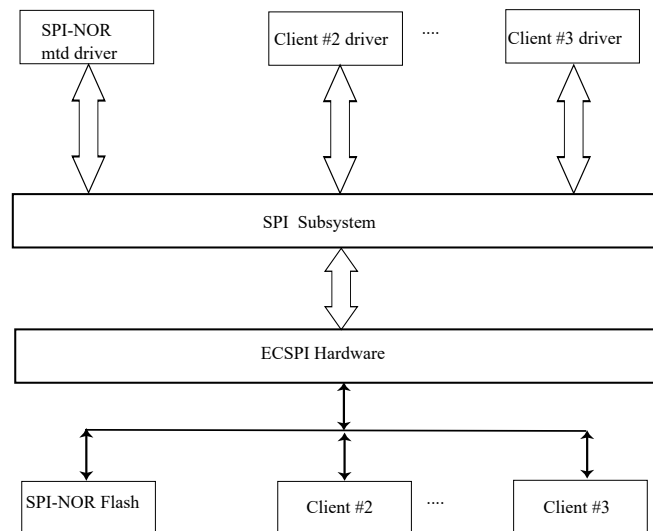 SPI-NOR
mtd driver
Client #2 driver
....
Client #3 driver
SPI Subsystem
ECSPI Hardware
SPI-NOR Flash
Client #2
....
Client #3